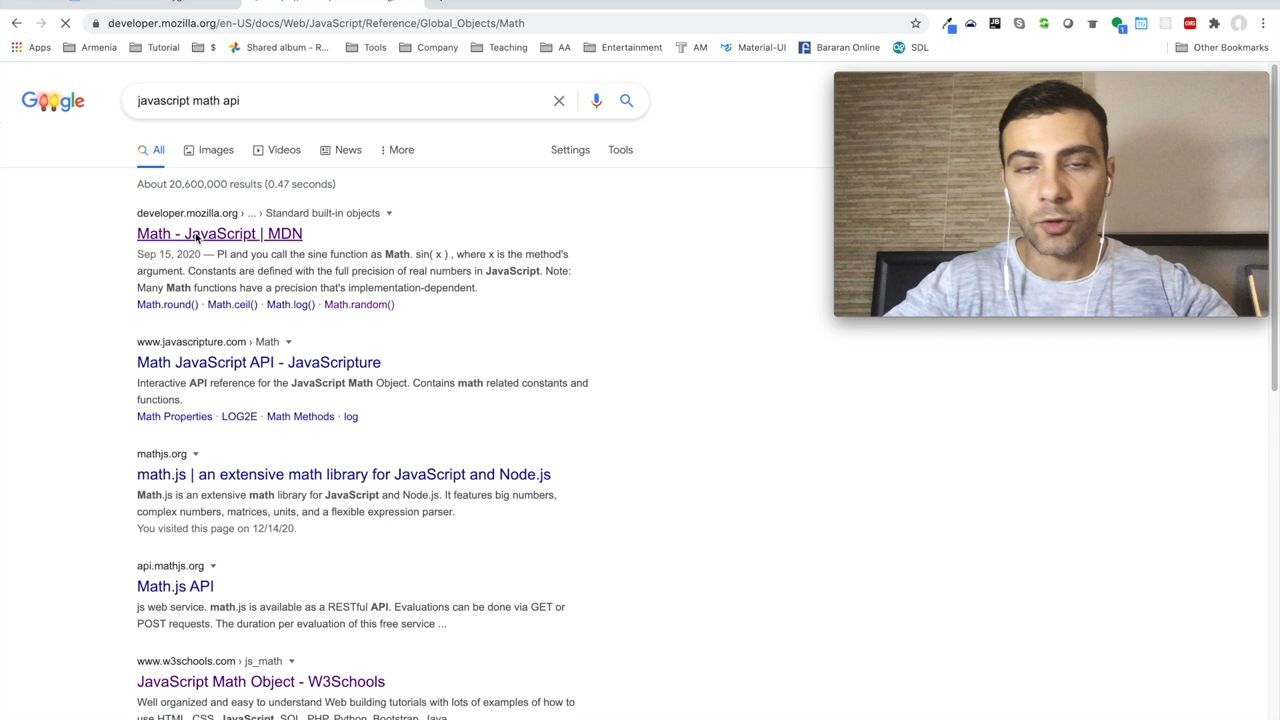 developer.mozilla.org/en-US/docs/Web/JavaScript/Reference/Global_Objects/Math
Apps Armenia Tutorial $ Shared album - R... Tools Company Teaching AA Entertainment AM Material-UI Bararan Online SDL Other Bookmarks
Google javascript math api
All Images Videos News More Settings Tools
About 20,600,000 results (0.47 seconds)
developer.mozilla.org › ... › Standard built-in objects
Math - JavaScript | MDN
Sep 15, 2020 — PI and you call the sine function as Math. sin( x ) , where x is the method's
argument. Constants are defined with the full precision of real numbers in JavaScript. Note:
Many Math functions have a precision that's implementation-dependent.
Math.round() · Math.ceil() · Math.log() · Math.random()
www.javascripture.com › Math
Math JavaScript API - JavaScripture
Interactive API reference for the JavaScript Math Object. Contains math related constants and
functions.
Math Properties · LOG2E · Math Methods · log
mathjs.org
math.js | an extensive math library for JavaScript and Node.js
Math.js is an extensive math library for JavaScript and Node.js. It features big numbers,
complex numbers, matrices, units, and a flexible expression parser.
You visited this page on 12/14/20.
api.mathjs.org
Math.js API
js web service. math.js is available as a RESTful API. Evaluations can be done via GET or
POST requests. The duration per evaluation of this free service ...
www.w3schools.com › js_math
JavaScript Math Object - W3Schools
Well organized and easy to understand Web building tutorials with lots of examples of how to
use HTML, CSS, JavaScript, SQL, PHP, Python, Bootstrap, Java